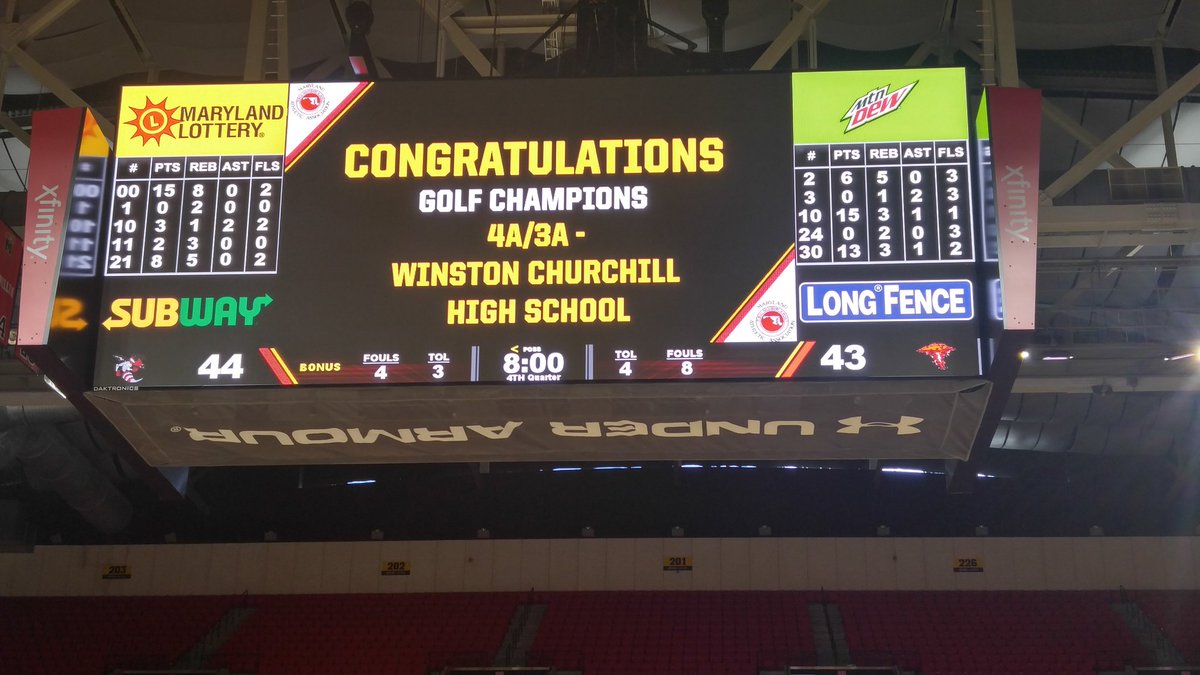 MARYLAND
LOTTERY
# PTS REB AST FLS
00 15 8 0 2
1 0 2 0 0
10 3 1 2 0
11 2 3 0 0
21 8 5 0 2
SUBWAY
xfinity
CONGRATULATIONS
GOLF CHAMPIONS
4A/3A -
WINSTON CHURCHILL
HIGH SCHOOL
Mtn
DEW
# PTS REB AST FLS
2 6 5 0 3
3 0 1 2 3
10 15 3 1 1
24 0 2 0 3
30 13 3 1 2
LONG® FENCE
xfinity
44
BONUS
FOULS
4
TOL
3
< POSS
8:00
4TH Quarter
TOL
4
FOULS
8
43
DAKTRONICS
UNDER ARMOUR®
203
202
201
226